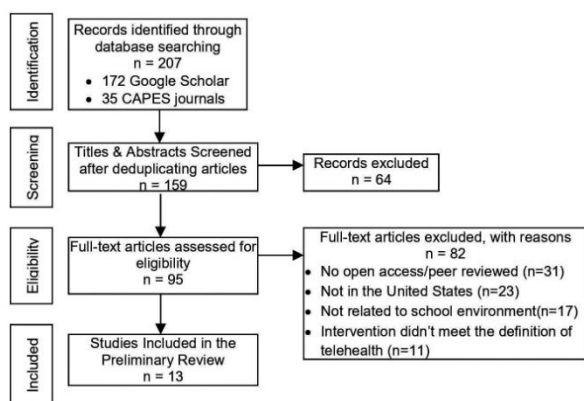 Identification
Records identified through
database searching
n = 207
• 172 Google Scholar
• 35 CAPES journals
Screening
Titles & Abstracts Screened
after deduplicating articles
n = 159
Records excluded
n = 64
Eligibility
Full-text articles assessed for
eligibility
n = 95
Full-text articles excluded, with reasons
n = 82
• No open access/peer reviewed (n=31)
• Not in the United States (n=23)
• Not related to school environment(n=17)
• Intervention didn't meet the definition of
telehealth (n=11)
Included
Studies Included in the
Preliminary Review
n = 13